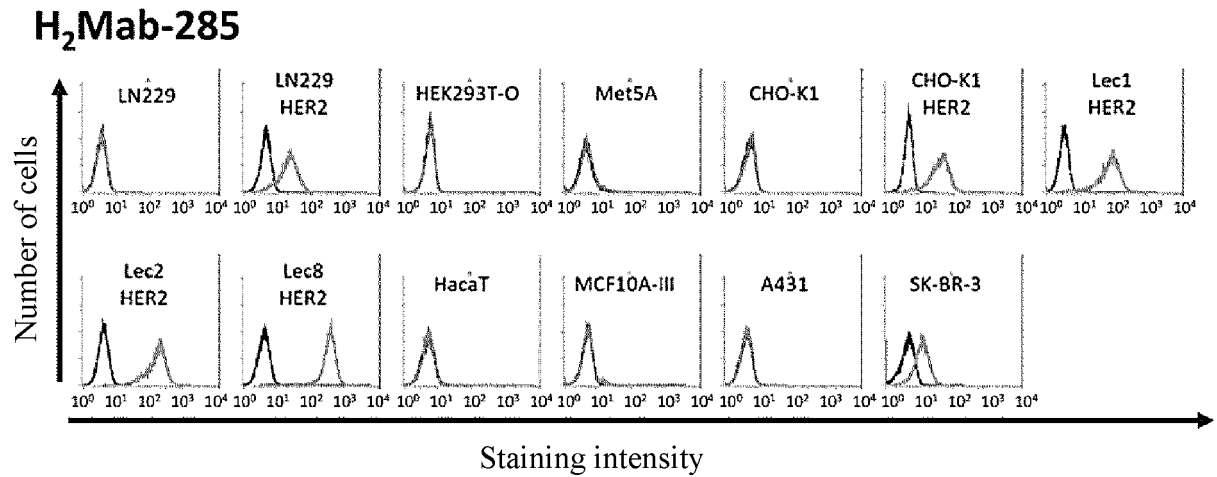 H₂Mab-285
Number of cells
LN229
LN229
HER2
HEK293T-O
Met5A
CHO-K1
CHO-K1
HER2
Lec1
HER2
10⁰ 10¹ 10² 10³ 10⁴
10⁰ 10¹ 10² 10³ 10⁴
10⁰ 10¹ 10² 10³ 10⁴
10⁰ 10¹ 10² 10³ 10⁴
10⁰ 10¹ 10² 10³ 10⁴
10⁰ 10¹ 10² 10³ 10⁴
10⁰ 10¹ 10² 10³ 10⁴
Lec2
HER2
Lec8
HER2
HacaT
MCF10A-III
A431
SK-BR-3
10⁰ 10¹ 10² 10³ 10⁴
10⁰ 10¹ 10² 10³ 10⁴
10⁰ 10¹ 10² 10³ 10⁴
10⁰ 10¹ 10² 10³ 10⁴
10⁰ 10¹ 10² 10³ 10⁴
10⁰ 10¹ 10² 10³ 10⁴
Staining intensity